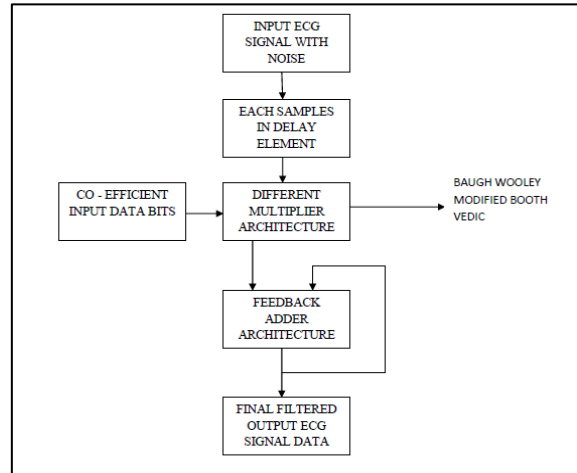 INPUT ECG
SIGNAL WITH
NOISE
EACH SAMPLES
IN DELAY
ELEMENT
CO - EFFICIENT
INPUT DATA BITS
DIFFERENT
MULTIPLIER
ARCHITECTURE
BAUGH WOOLEY
MODIFIED BOOTH
VEDIC
FEEDBACK
ADDER
ARCHITECTURE
FINAL FILTERED
OUTPUT ECG
SIGNAL DATA